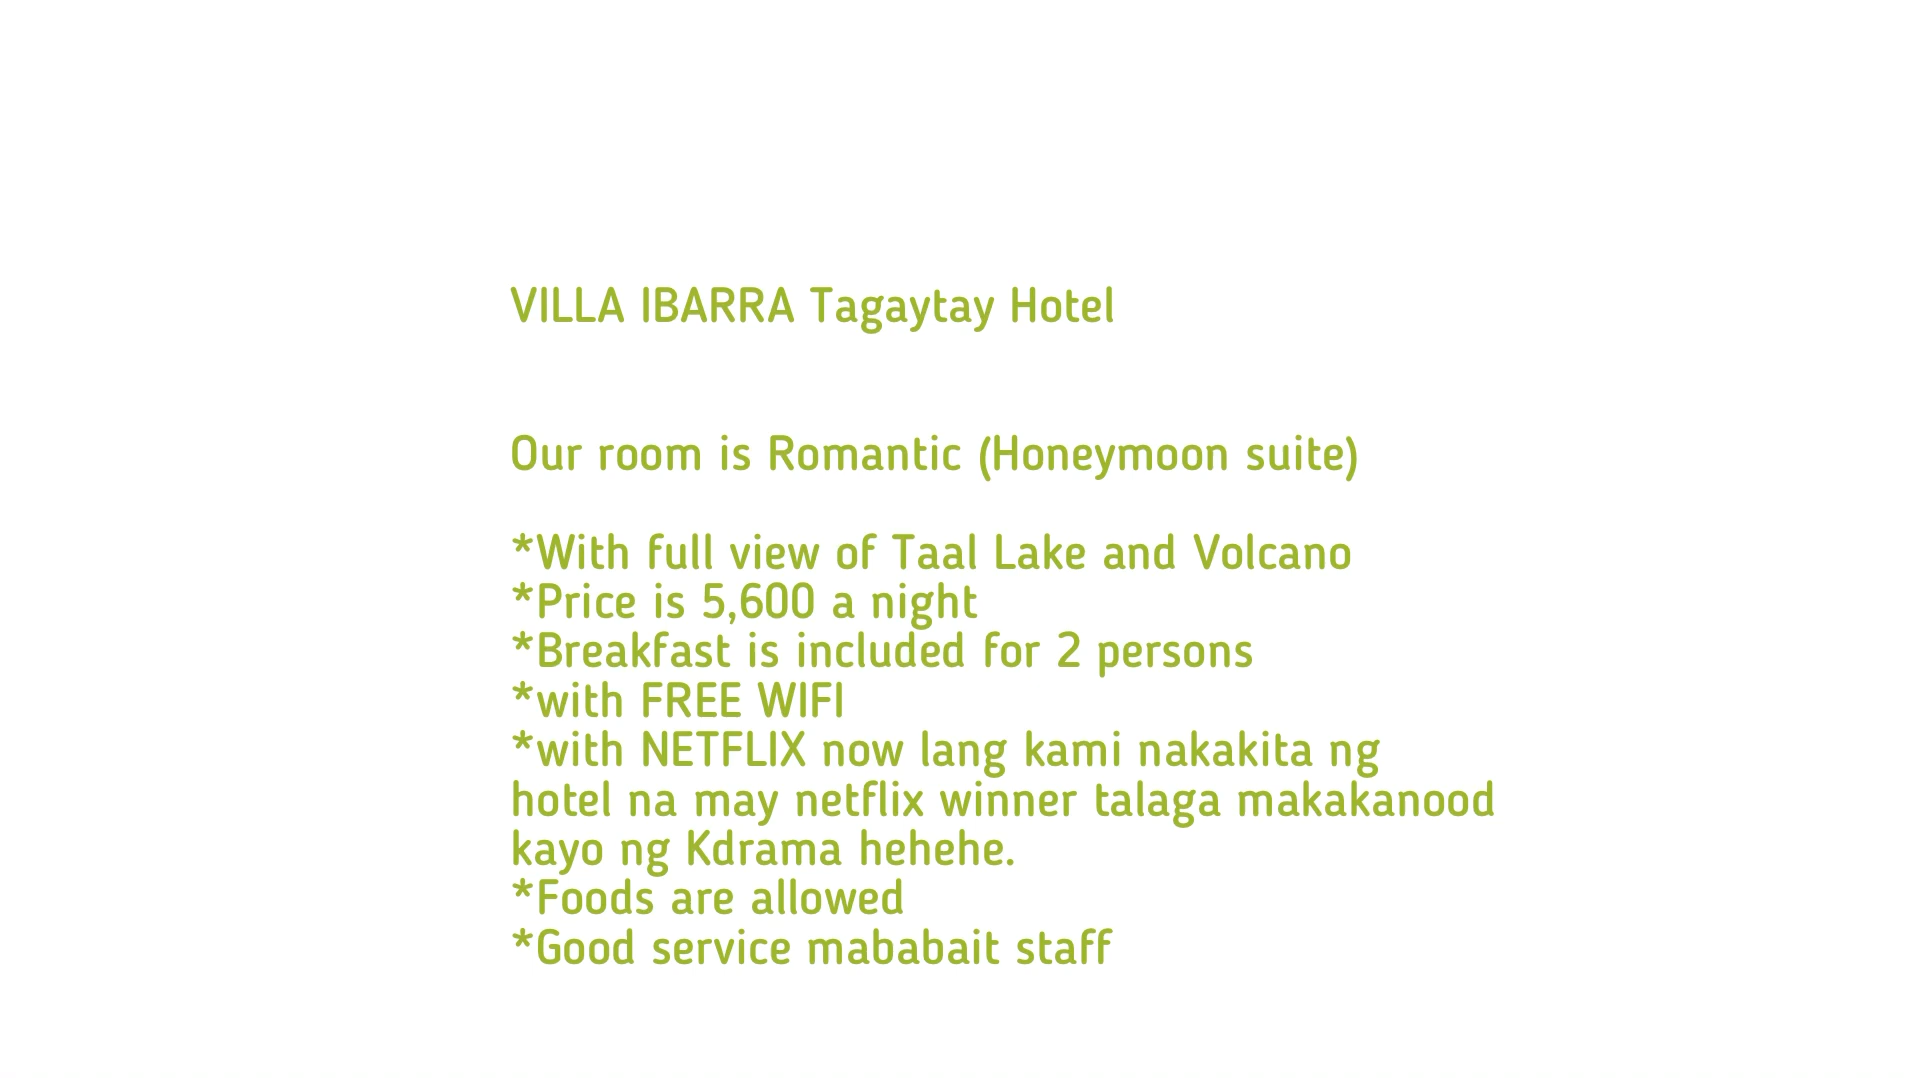 VILLA IBARRA Tagaytay Hotel
Our room is Romantic (Honeymoon suite)
*With full view of Taal Lake and Volcano
*Price is 5,600 a night
*Breakfast is included for 2 persons
*with FREE WIFI
*with NETFLIX now lang kami nakakita ng
hotel na may netflix winner talaga makakanood
kayo ng Kdrama hehehe.
*Foods are allowed
*Good service mababait staff